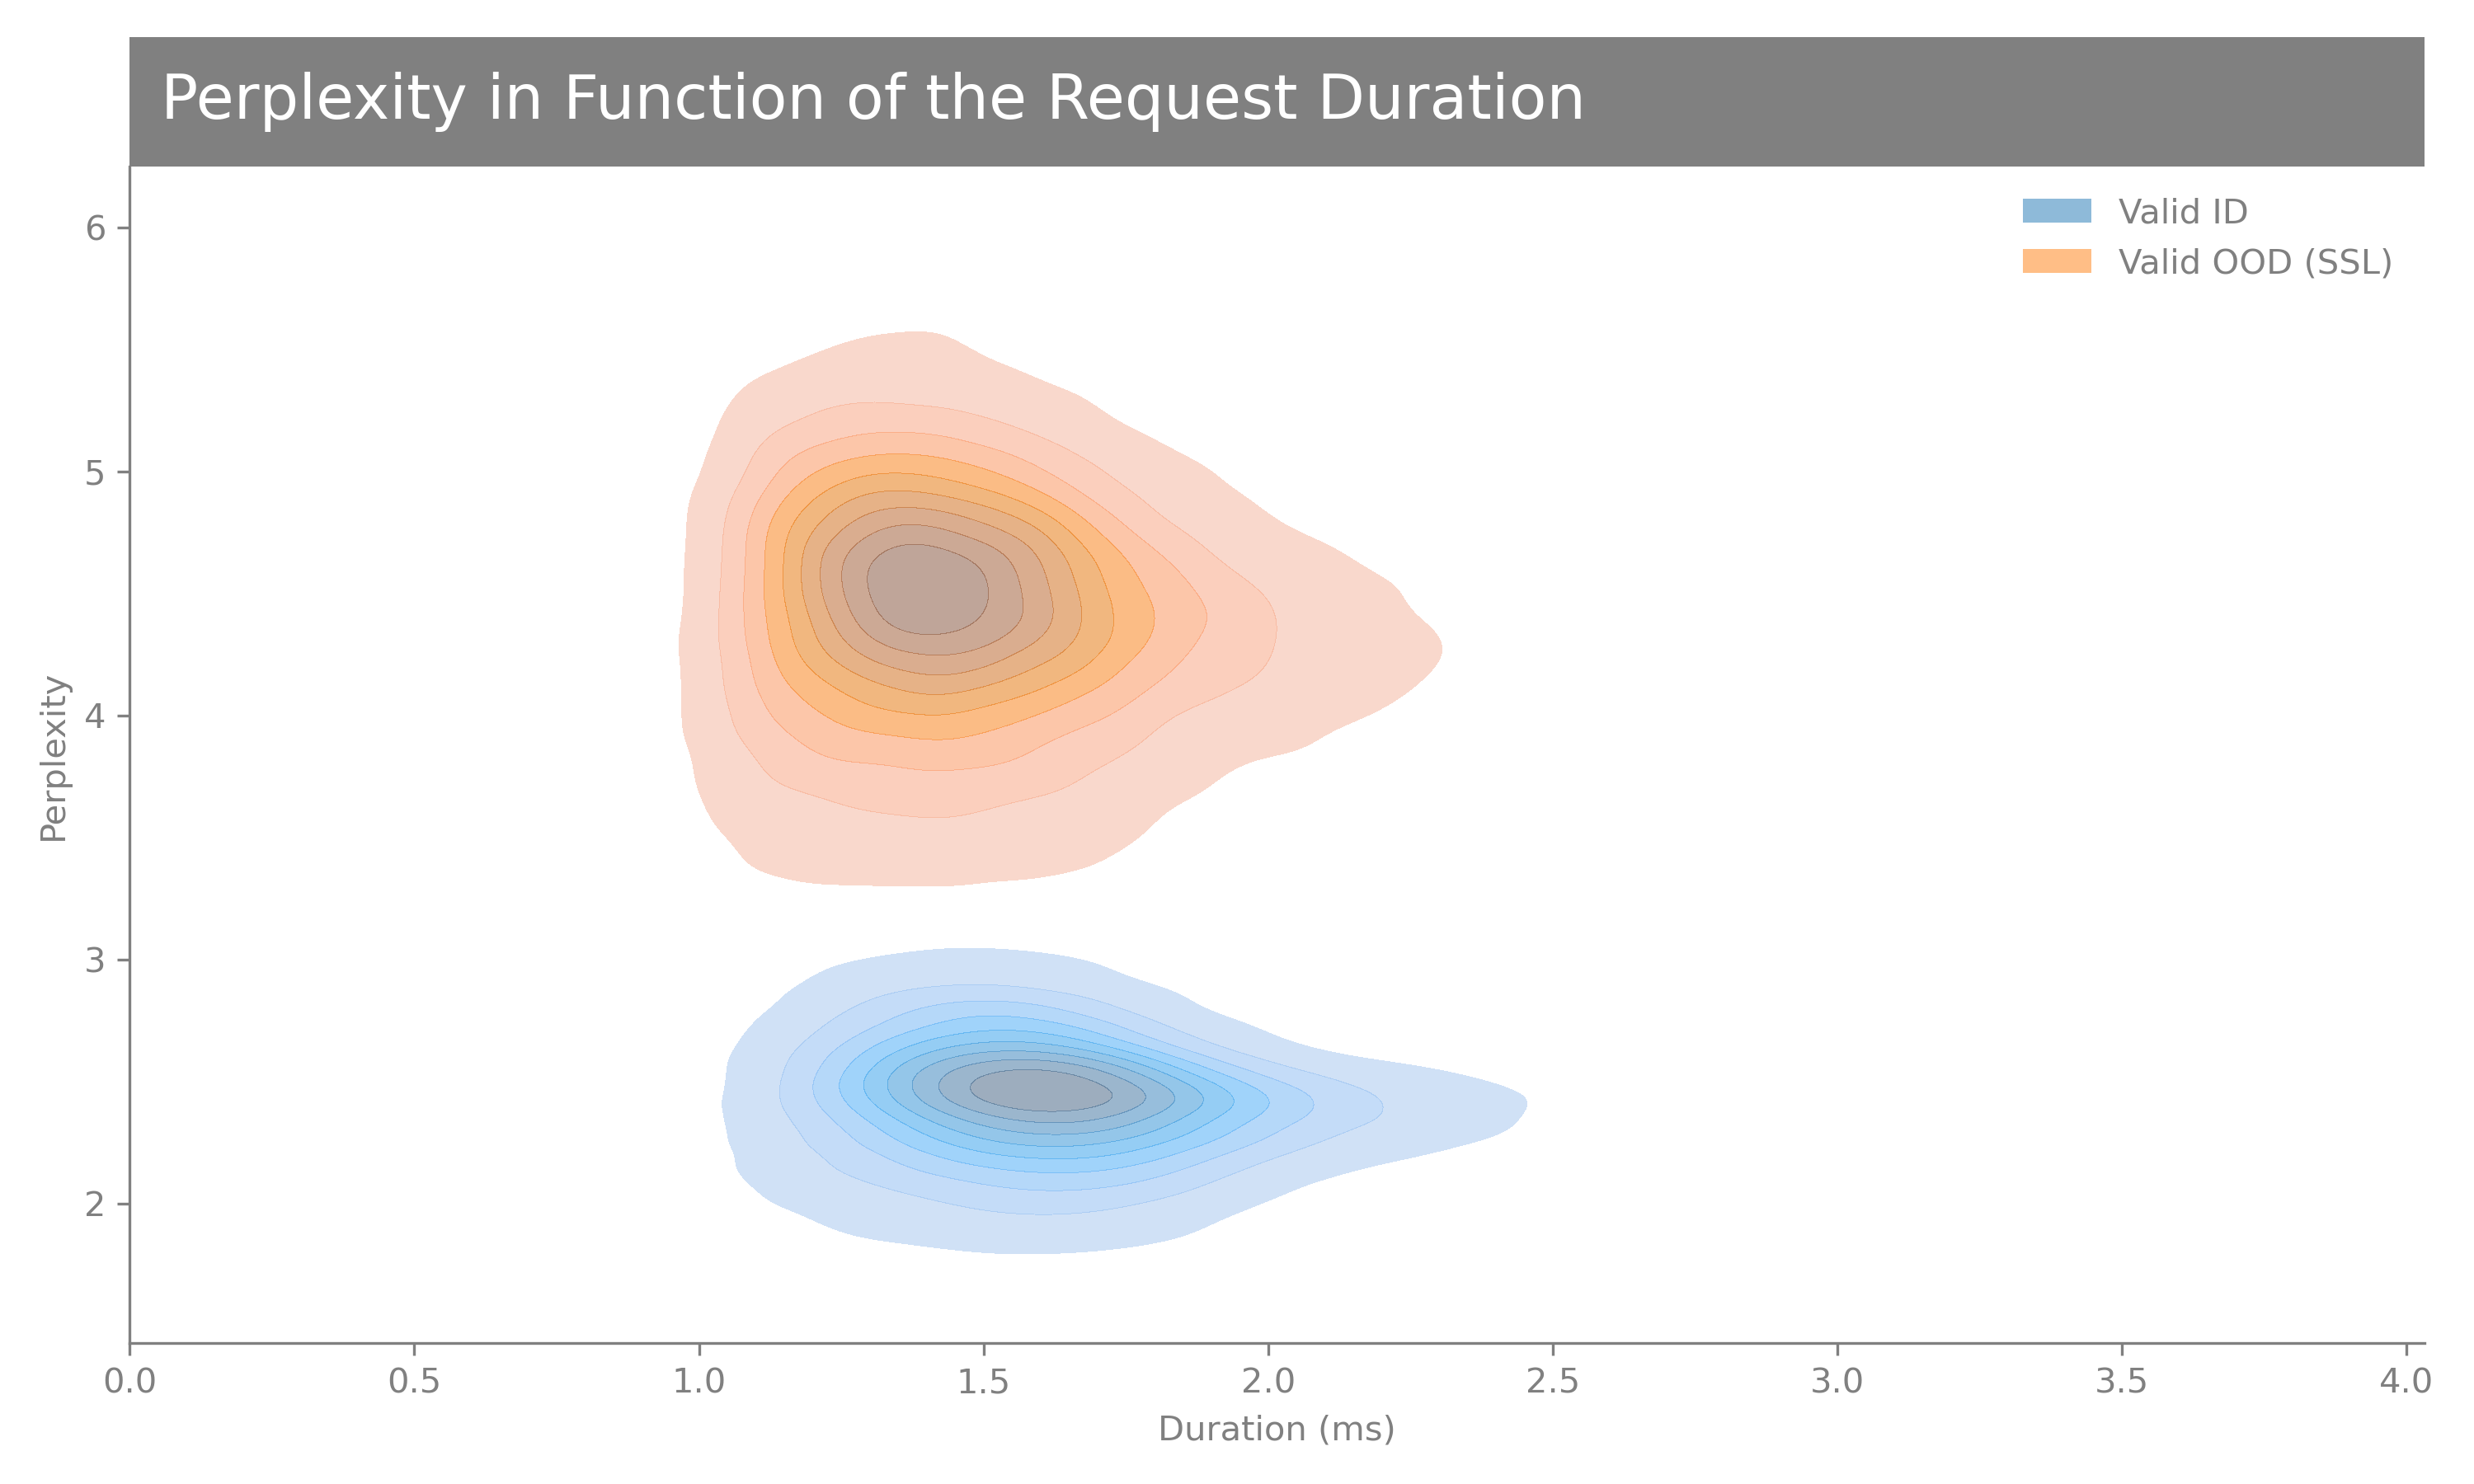 Perplexity in Function of the Request Duration
Valid ID
Valid OOD (SSL)
Perplexity
6
5
4
3
2
0.0 0.5 1.0 1.5 2.0 2.5 3.0 3.5 4.0
Duration (ms)